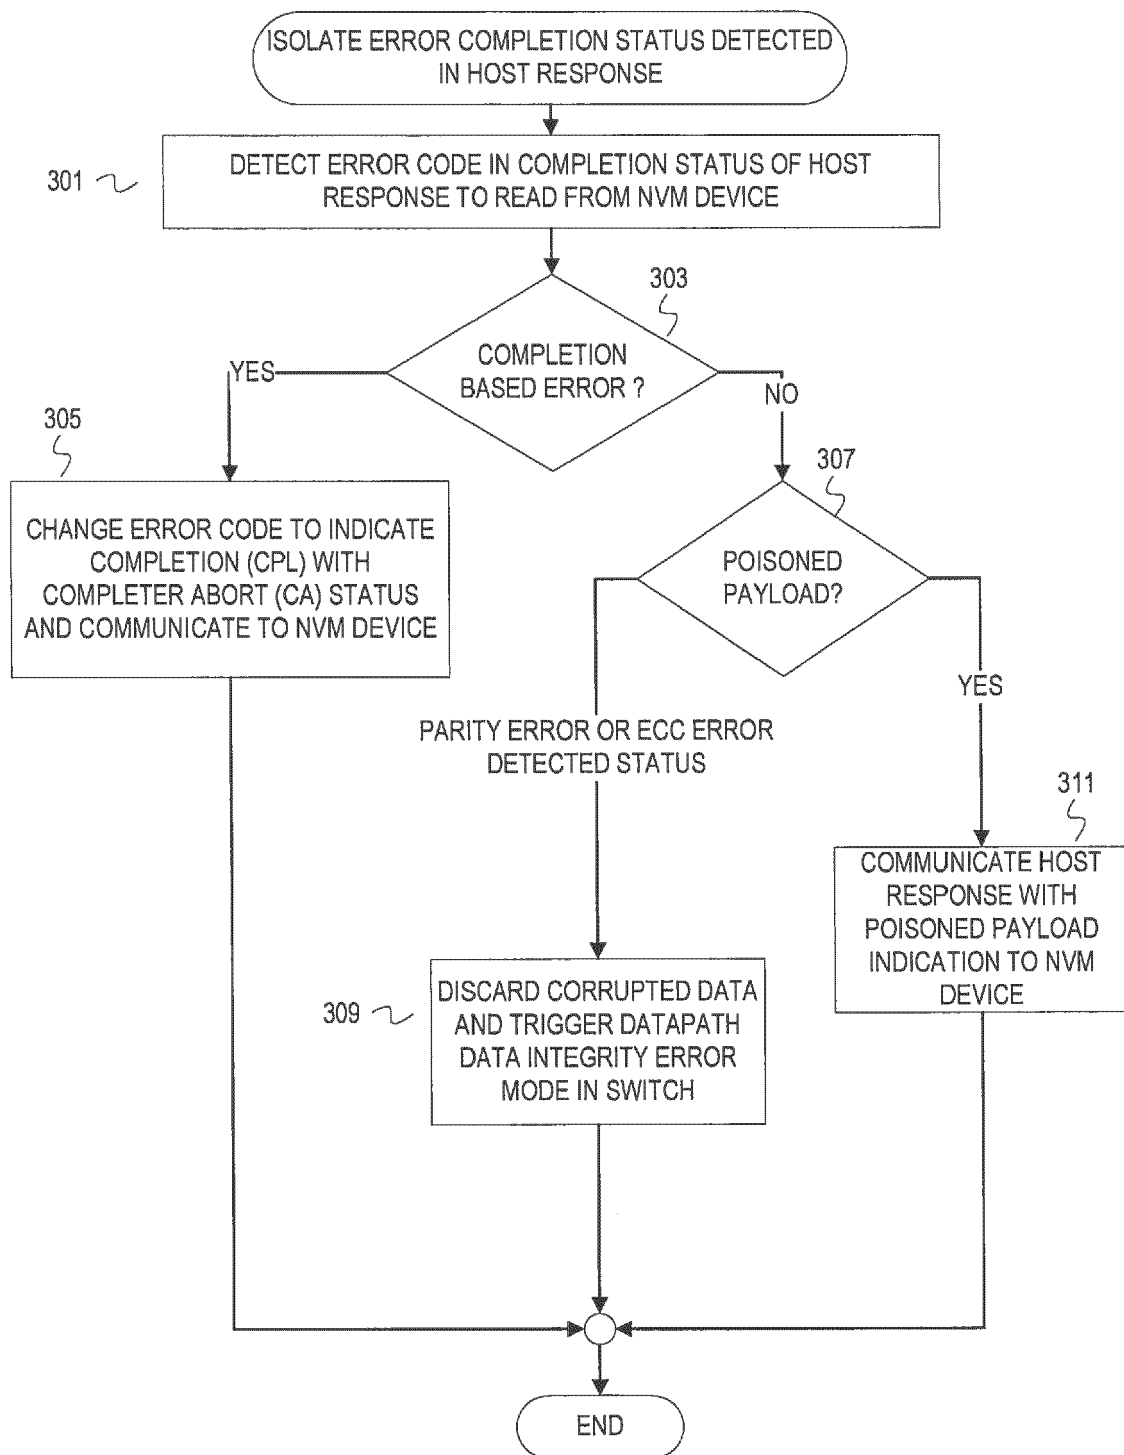 ISOLATE ERROR COMPLETION STATUS DETECTED
IN HOST RESPONSE
301
DETECT ERROR CODE IN COMPLETION STATUS OF HOST
RESPONSE TO READ FROM NVM DEVICE
303
COMPLETION
BASED ERROR ?
YES
NO
305
CHANGE ERROR CODE TO INDICATE
COMPLETION (CPL) WITH
COMPLETER ABORT (CA) STATUS
AND COMMUNICATE TO NVM DEVICE
307
POISONED
PAYLOAD?
YES
PARITY ERROR OR ECC ERROR
DETECTED STATUS
311
COMMUNICATE HOST
RESPONSE WITH
POISONED PAYLOAD
INDICATION TO NVM
DEVICE
309
DISCARD CORRUPTED DATA
AND TRIGGER DATAPATH
DATA INTEGRITY ERROR
MODE IN SWITCH
END